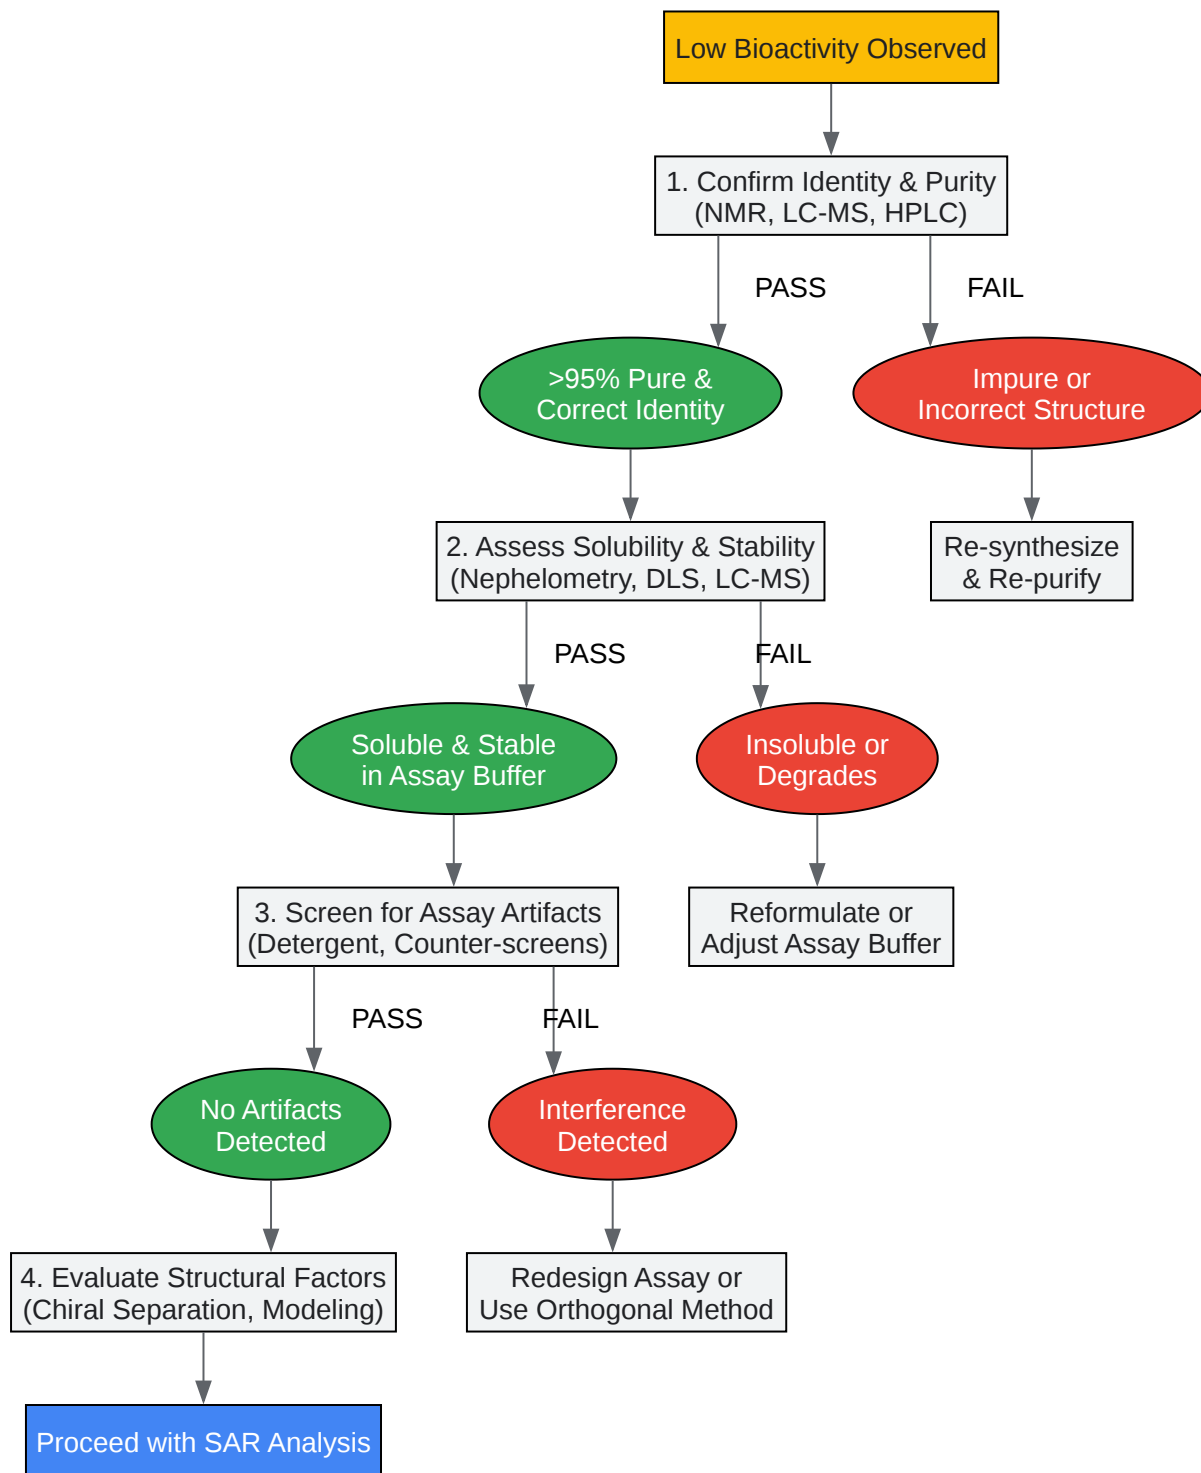 Low Bioactivity Observed
1. Confirm Identity & Purity
(NMR, LC-MS, HPLC)
PASS
FAIL
>95% Pure &
Correct Identity
Impure or
Incorrect Structure
2. Assess Solubility & Stability
(Nephelometry, DLS, LC-MS)
Re-synthesize
& Re-purify
PASS
FAIL
Soluble & Stable
in Assay Buffer
Insoluble or
Degrades
3. Screen for Assay Artifacts
(Detergent, Counter-screens)
Reformulate or
Adjust Assay Buffer
PASS
FAIL
No Artifacts
Detected
Interference
Detected
4. Evaluate Structural Factors
(Chiral Separation, Modeling)
Redesign Assay or
Use Orthogonal Method
Proceed with SAR Analysis